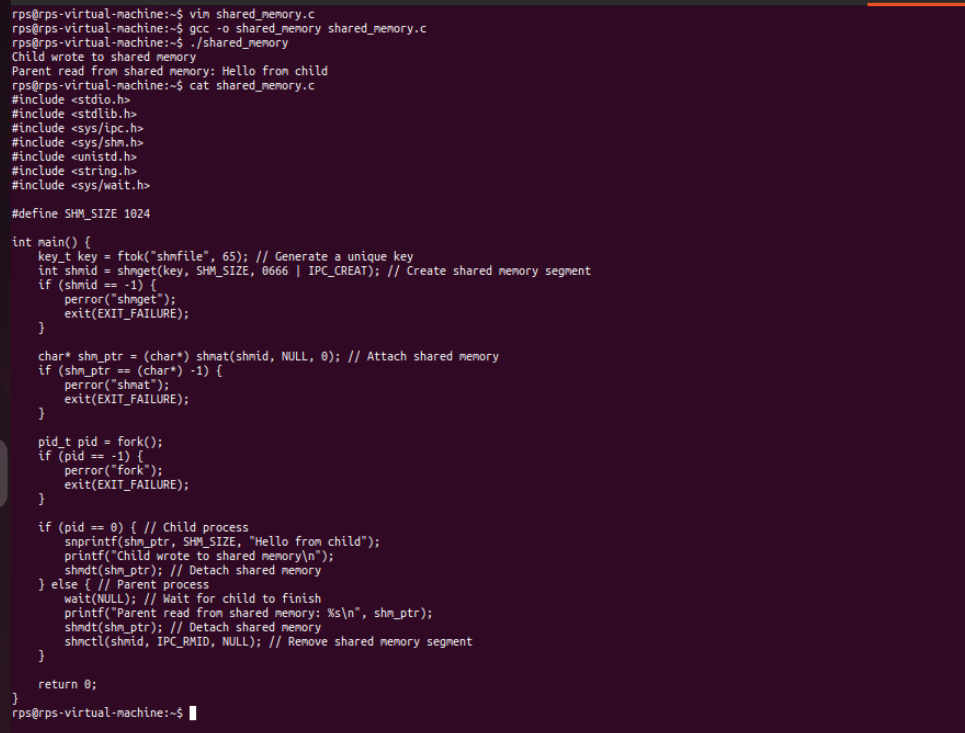 rps@rps-virtual-machine:~$ vim shared_memory.c
rps@rps-virtual-machine:~$ gcc -o shared_memory shared_memory.c
rps@rps-virtual-machine:~$ ./shared_memory
Child wrote to shared memory
Parent read from shared memory: Hello from child
rps@rps-virtual-machine:~$ cat shared_memory.c
#include <stdio.h>
#include <stdlib.h>
#include <sys/ipc.h>
#include <sys/shm.h>
#include <unistd.h>
#include <string.h>
#include <sys/wait.h>

#define SHM_SIZE 1024

int main() {
    key_t key = ftok("shmfile", 65); // Generate a unique key
    int shmid = shmget(key, SHM_SIZE, 0666 | IPC_CREAT); // Create shared memory segment
    if (shmid == -1) {
        perror("shmget");
        exit(EXIT_FAILURE);
    }

    char* shm_ptr = (char*) shmat(shmid, NULL, 0); // Attach shared memory
    if (shm_ptr == (char*) -1) {
        perror("shmat");
        exit(EXIT_FAILURE);
    }

    pid_t pid = fork();
    if (pid == -1) {
        perror("fork");
        exit(EXIT_FAILURE);
    }

    if (pid == 0) { // Child process
        snprintf(shm_ptr, SHM_SIZE, "Hello from child");
        printf("Child wrote to shared memory\n");
        shmdt(shm_ptr); // Detach shared memory
    } else { // Parent process
        wait(NULL); // Wait for child to finish
        printf("Parent read from shared memory: %s\n", shm_ptr);
        shmdt(shm_ptr); // Detach shared memory
        shmctl(shmid, IPC_RMID, NULL); // Remove shared memory segment
    }

    return 0;
}
rps@rps-virtual-machine:~$